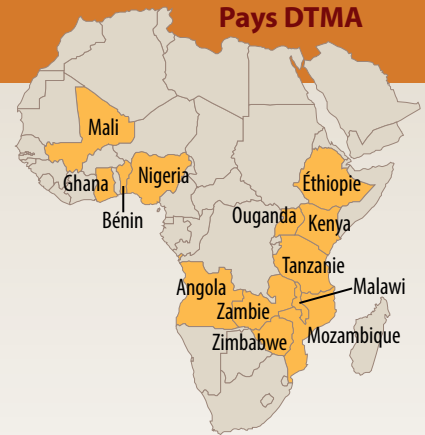 Pays DTMA
Mali
Ghana
Nigeria
Bénin
Éthiopie
Ouganda
Kenya
Tanzanie
Angola
Malawi
Zambie
Zimbabwe
Mozambique